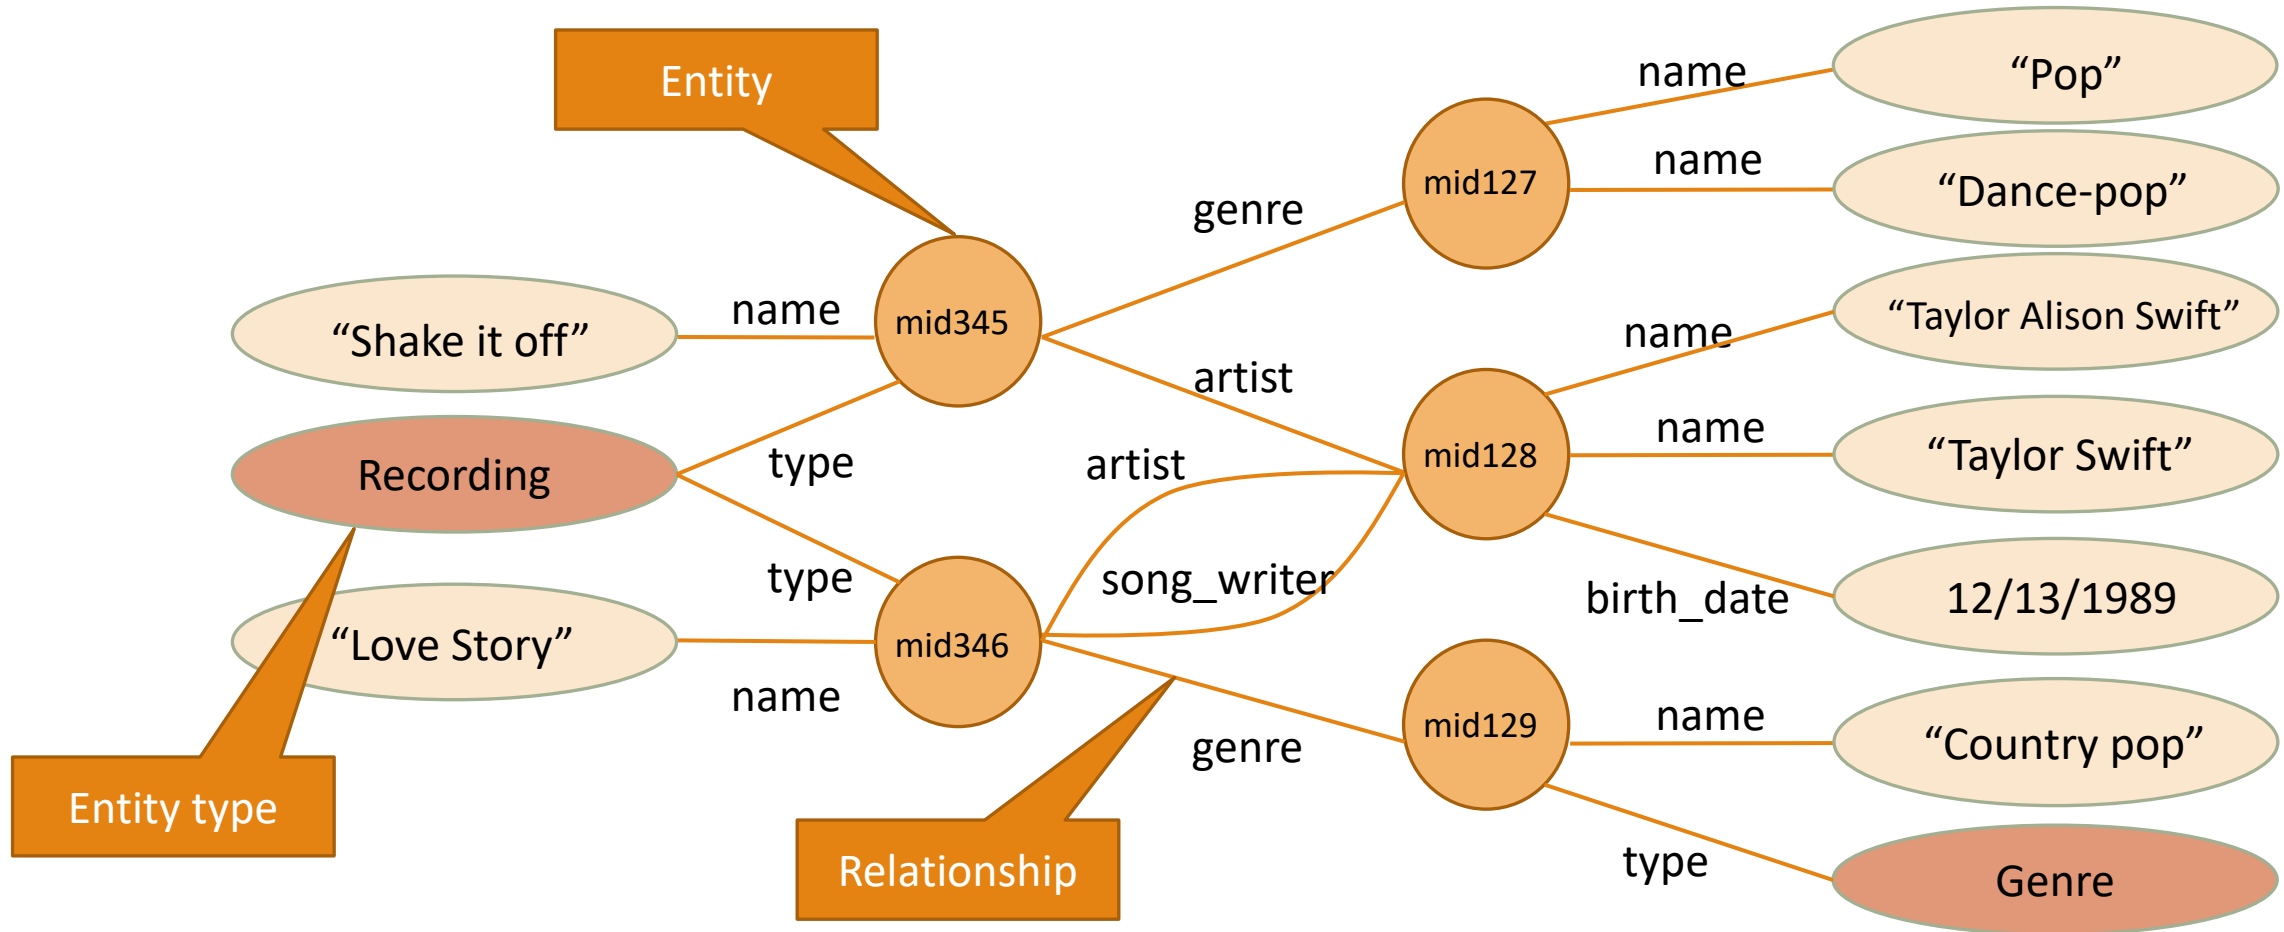 Entity
name
“Pop”
mid127
name
“Dance-pop”
genre
“Shake it off”
name
mid345
“Taylor Alison Swift”
name
artist
Recording
type
artist
mid128
name
“Taylor Swift”
type
song_writer
birth_date
12/13/1989
“Love Story”
mid346
name
genre
mid129
name
“Country pop”
Entity type
Relationship
type
Genre